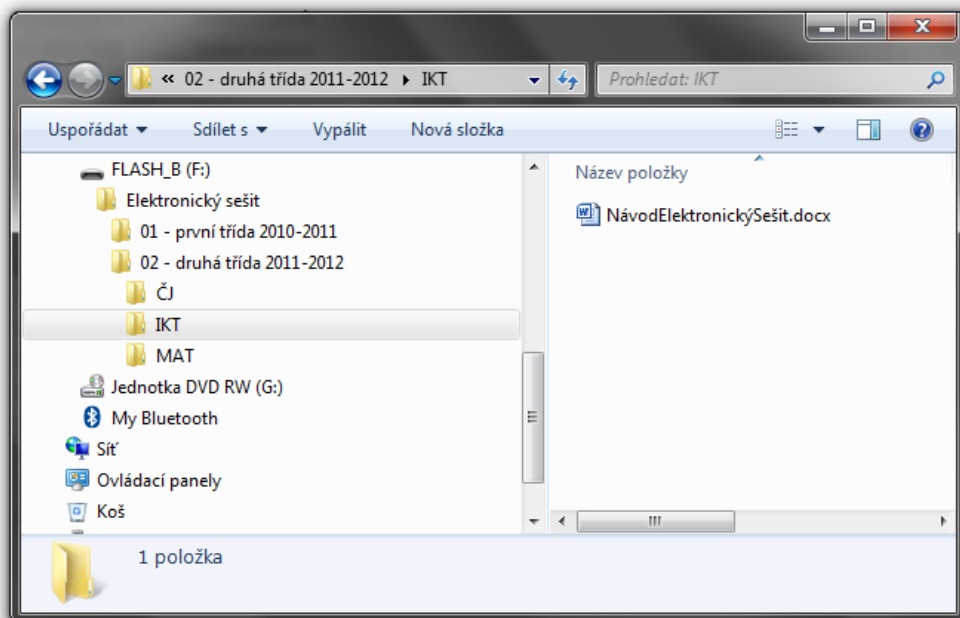 « 02 - druhá třída 2011-2012 ▸ IKT
Prohledat: IKT
Uspořádat Sdílet s Vypálit Nová složka
FLASH_B (F:)
Elektronický sešit
01 - první třída 2010-2011
02 - druhá třída 2011-2012
ČJ
IKT
MAT
Jednotka DVD RW (G:)
My Bluetooth
Síť
Ovládací panely
Koš
Název položky
NávodElektronickýSešit.docx
1 položka